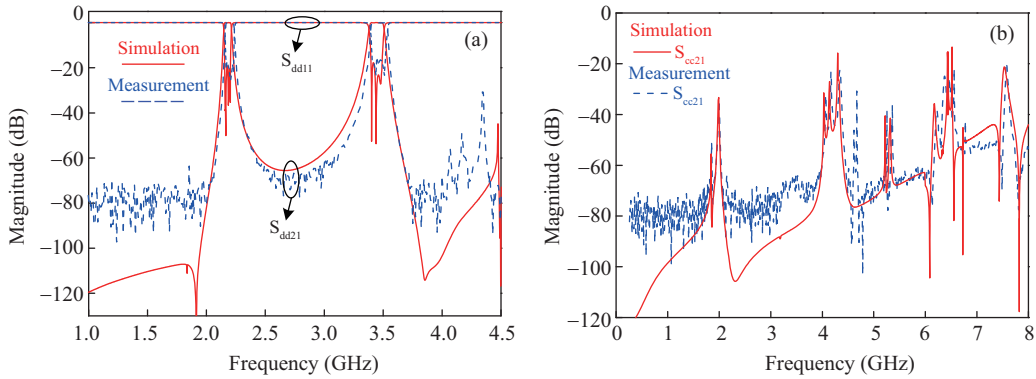 (a)
Simulation
Measurement
S_dd11
S_dd21
0
−20
−40
−60
−80
−100
−120
1.0 1.5 2.0 2.5 3.0 3.5 4.0 4.5
Magnitude (dB)
Frequency (GHz)
(b)
Simulation
S_cc21
Measurement
S_cc21
0
−20
−40
−60
−80
−100
−120
0 1 2 3 4 5 6 7 8
Magnitude (dB)
Frequency (GHz)